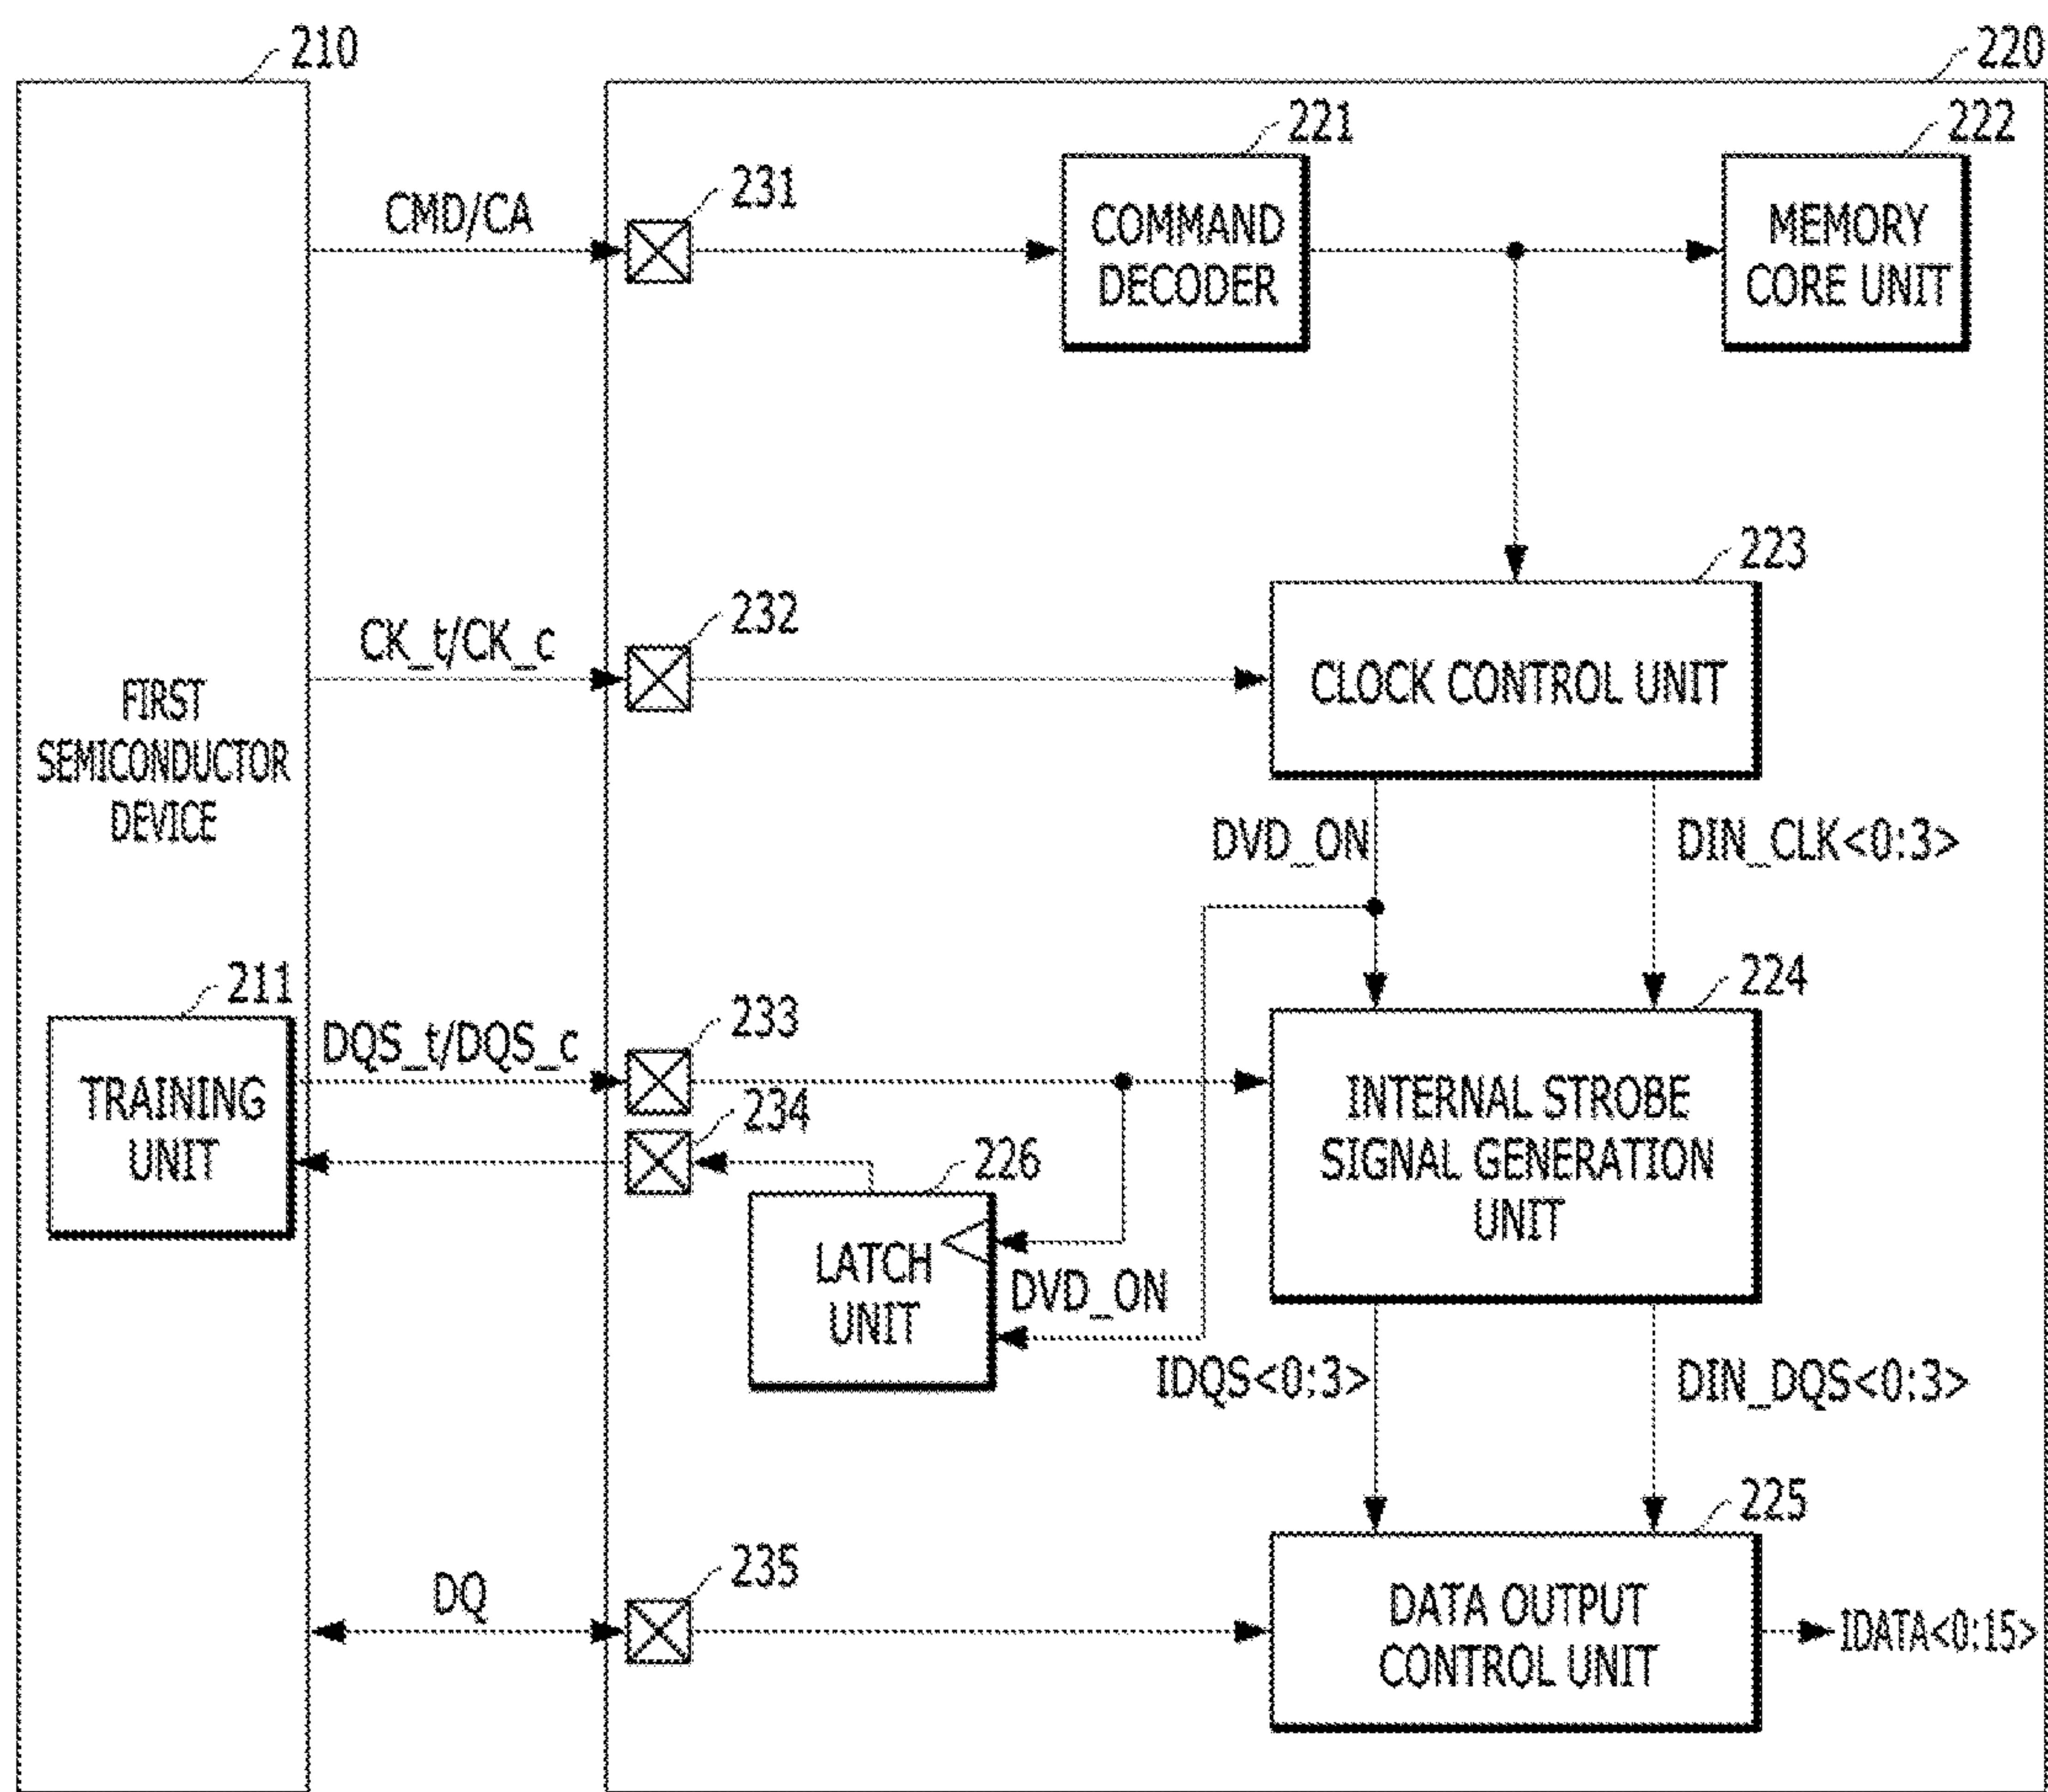 210
220
221
222
CMD/CA
231
COMMAND
DECODER
MEMORY
CORE UNIT
223
CK_t/CK_c
232
CLOCK CONTROL UNIT
FIRST
SEMICONDUCTOR
DEVICE
DVD_ON
DIN_CLK<0:3>
211
224
DQS_t/DQS_c
233
TRAINING
UNIT
234
226
INTERNAL STROBE
SIGNAL GENERATION
UNIT
LATCH
UNIT
DVD_ON
IDQS<0:3>
DIN_DQS<0:3>
225
DQ
235
DATA OUTPUT
CONTROL UNIT
IDATA<0:15>